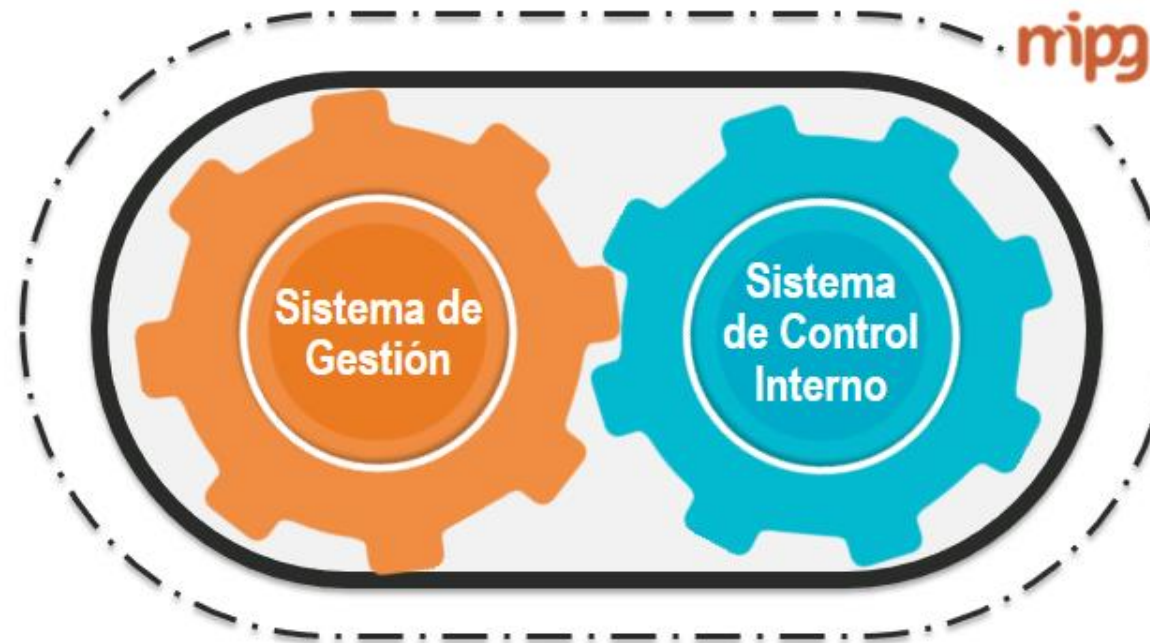 mipg
Sistema de
Gestión
Sistema
de Control
Interno